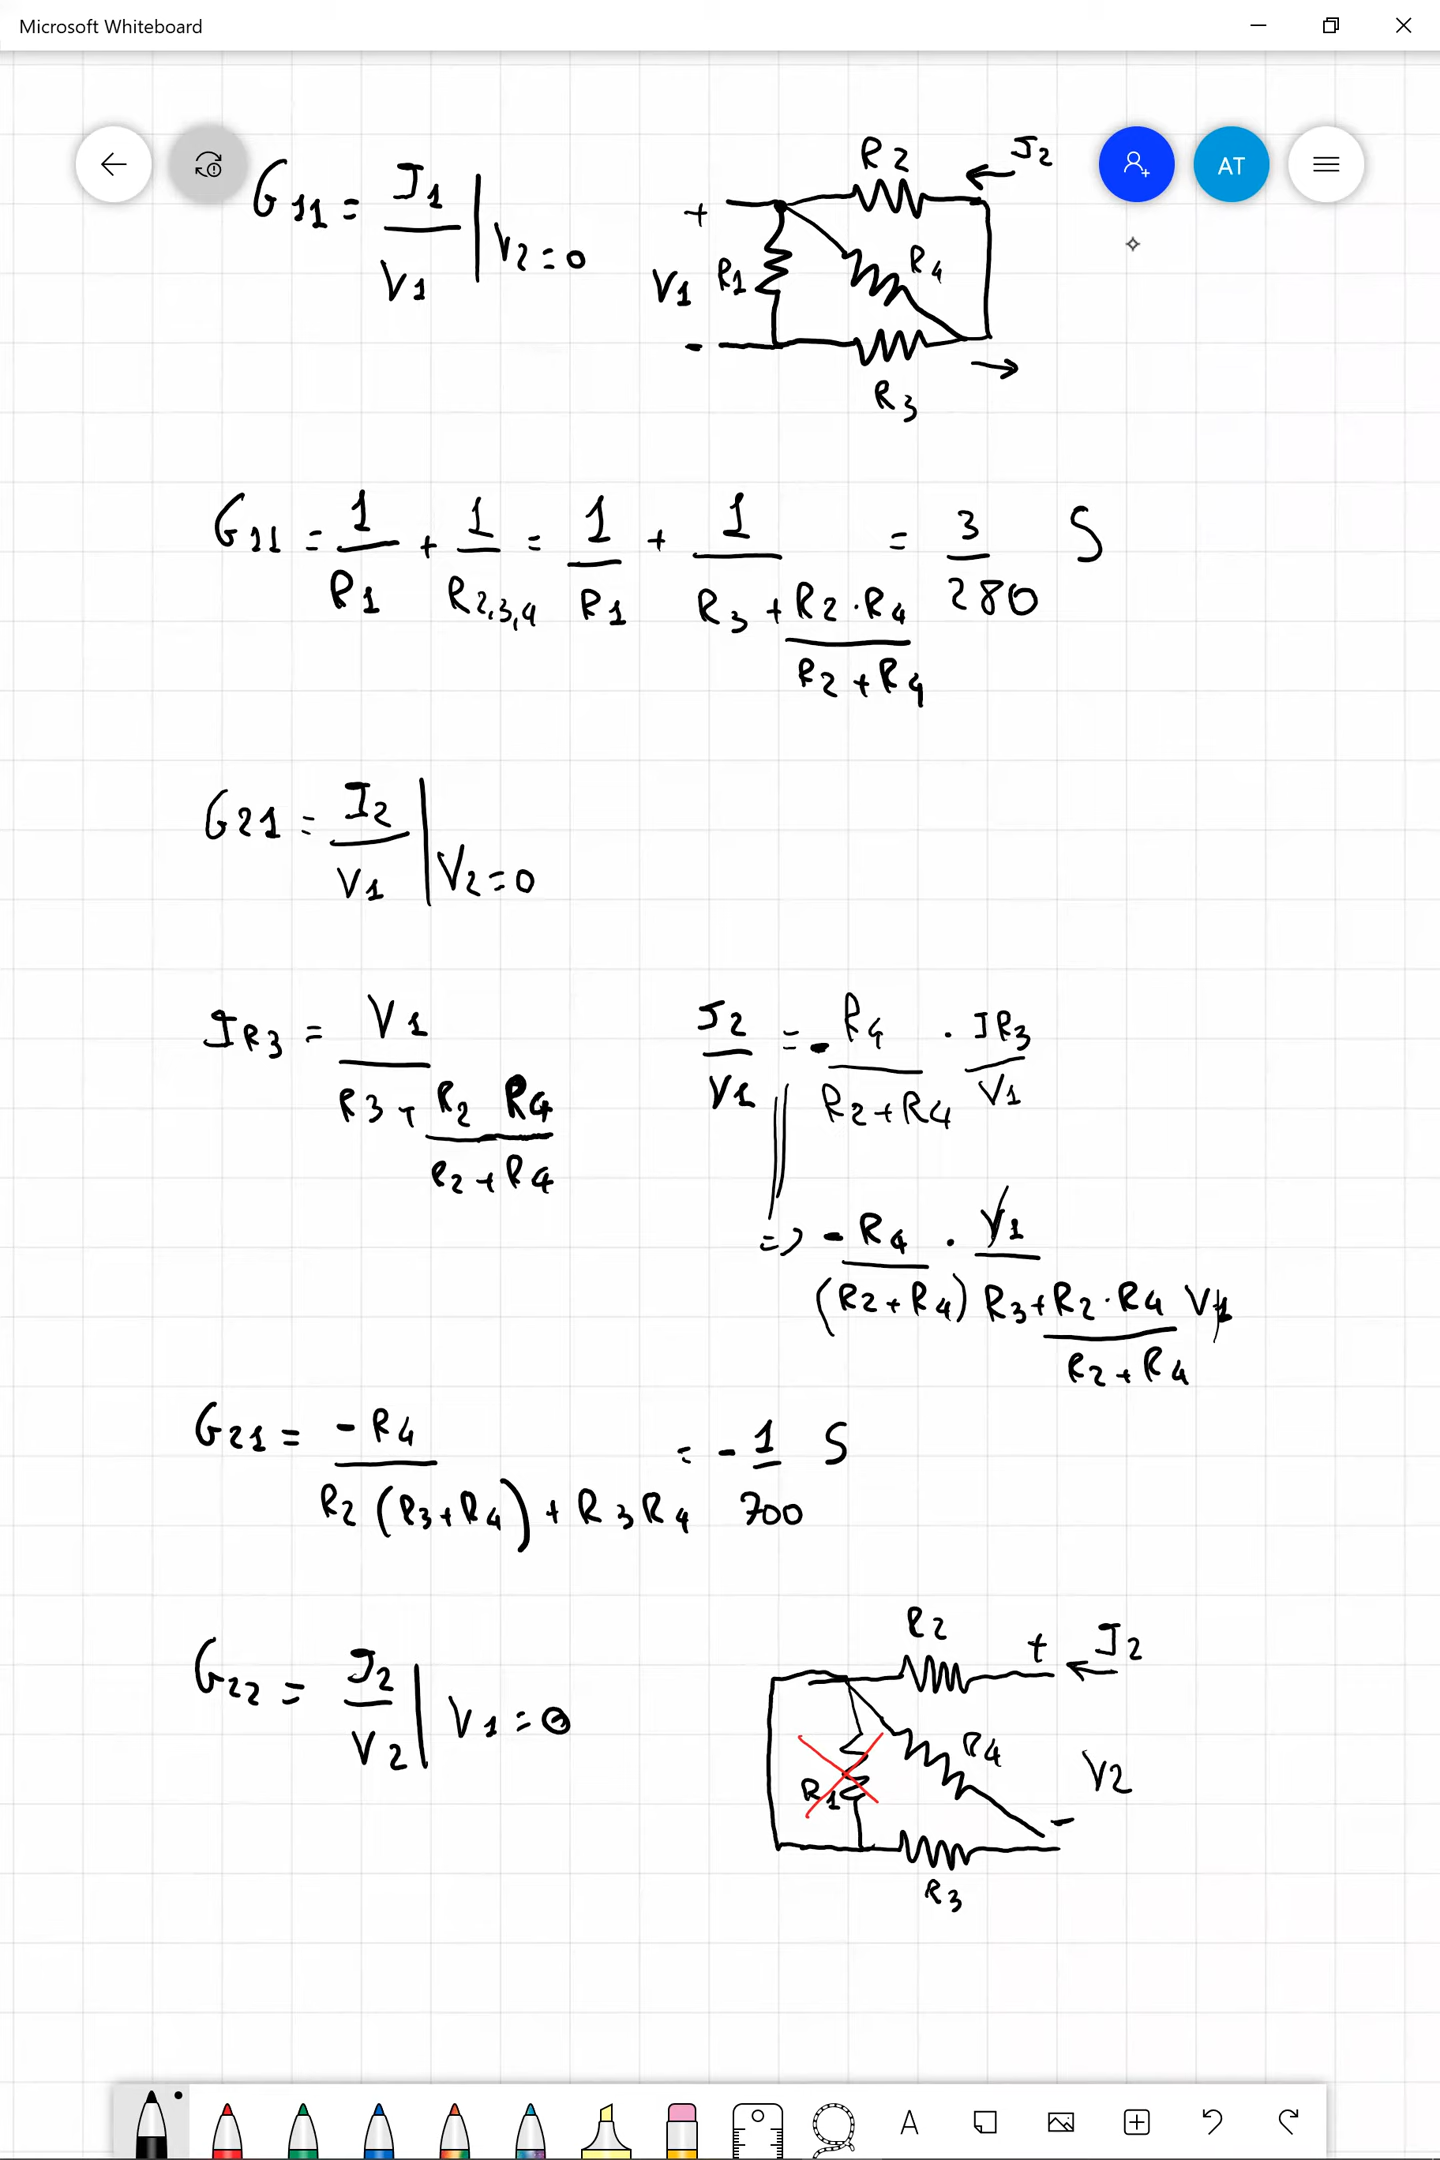 Microsoft Whiteboard
AT
G11 = I1 / V1 | V2=0
R2
I2
+
V1 R1
R4
-
R3
G11 = 1/R1 + 1/R2,3,4 = 1/R1 + 1/(R3 + R2·R4/(R2+R4)) = 3/280 S
G21 = I2 / V1 | V2=0
IR3 = V1/(R3 + R2 R4/(R2+R4))
I2/V1 = - R4/(R2+R4) · IR3/V1
=> - R4/(R2+R4) · V1/(R3+R2·R4/(R2+R4) V1)
G21 = -R4/(R2(R3+R4)+R3R4) = - 1/700 S
G22 = I2 / V2 | V1=0
R2
+
I2
R4
R1
V2
-
R3
A